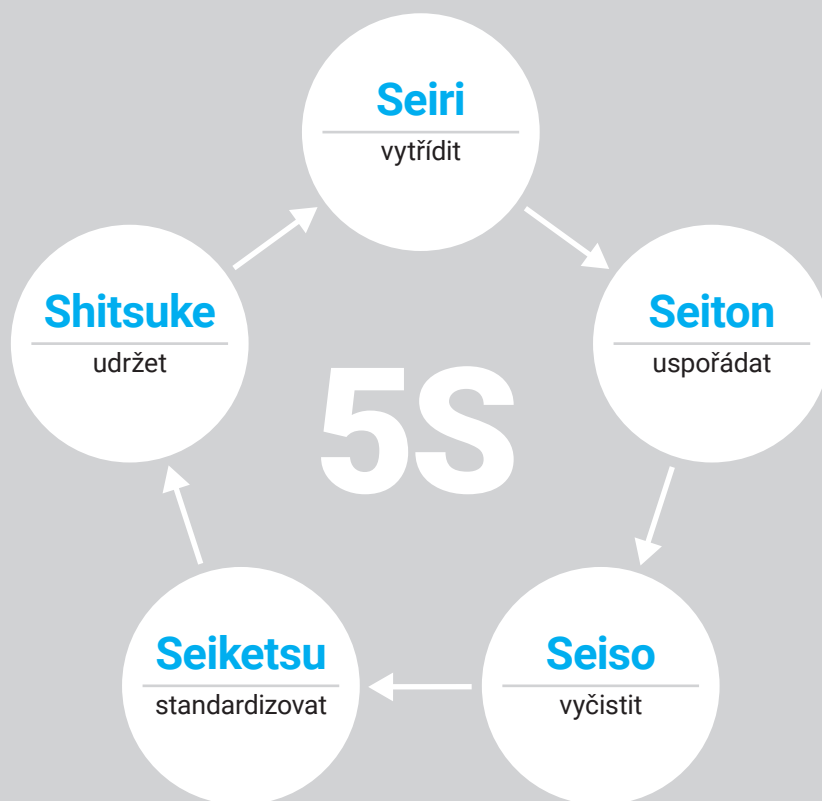 Seiri
vytřídit
Seiton
uspořádat
Seiso
vyčistit
Seiketsu
standardizovat
Shitsuke
udržet
5S